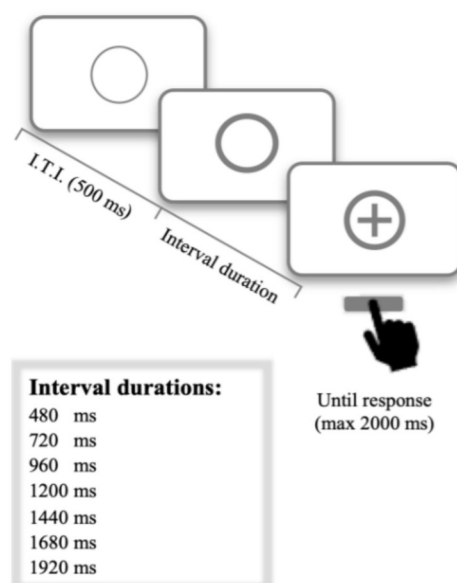 I.T.I. (500 ms)
Interval duration
Until response
(max 2000 ms)
Interval durations:
480 ms
720 ms
960 ms
1200 ms
1440 ms
1680 ms
1920 ms